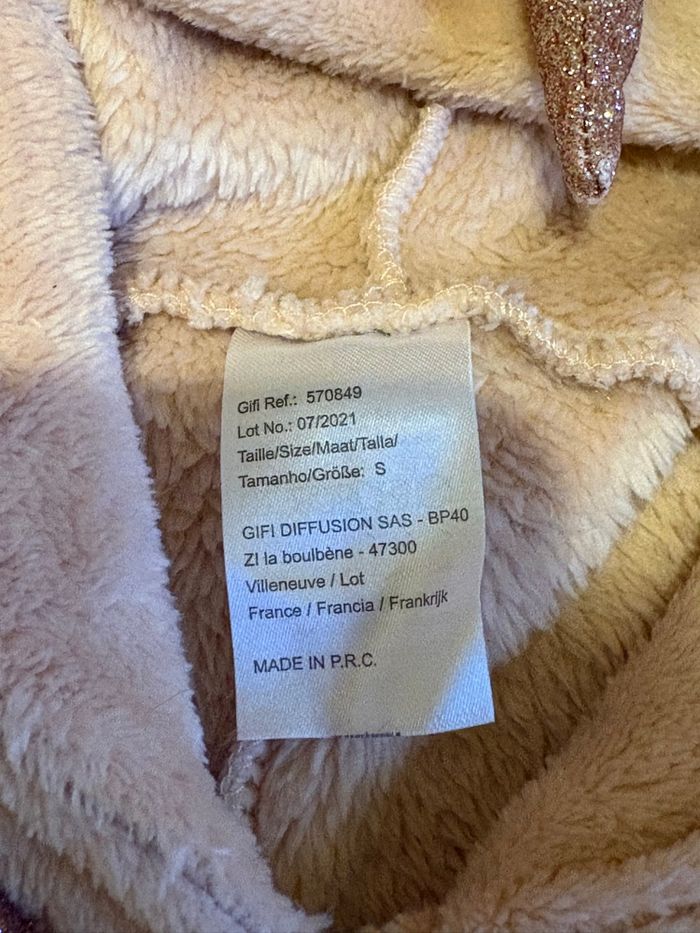 Gifi Ref.: 570849
Lot No.: 07/2021
Taille/Size/Maat/Talla/
Tamanho/Größe: S
GIFI DIFFUSION SAS - BP40
ZI la boulbène - 47300
Villeneuve / Lot
France / Francia / Frankrijk
MADE IN P.R.C.